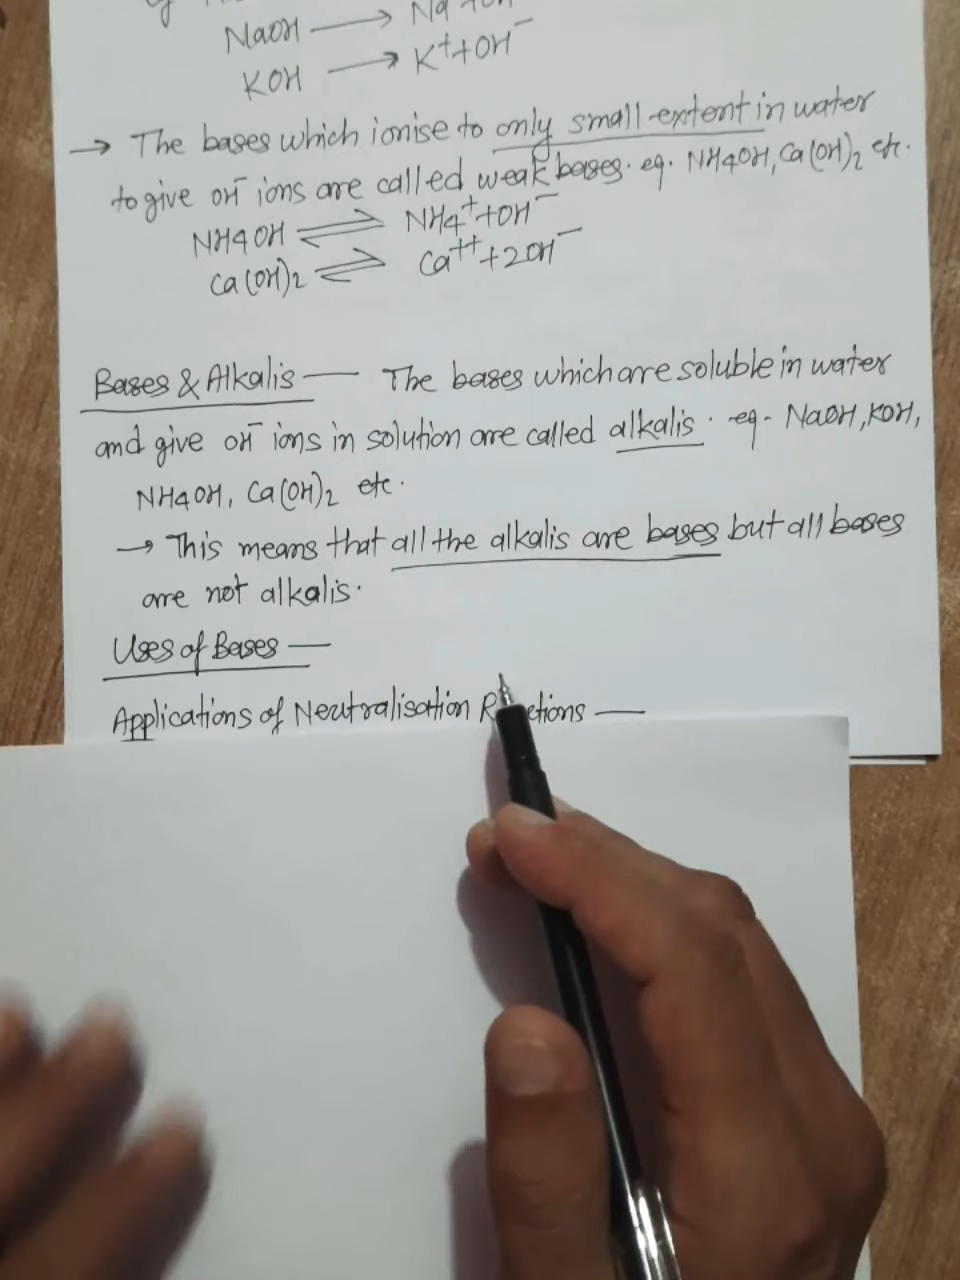 NaOH ⟶ Na
KOH ⟶ K⁺+OH⁻
→ The bases which ionise to only small extent in water
to give OH⁻ ions are called weak bases. eg. NH4OH, Ca(OH)2 etc.
NH4OH ⇌ NH4⁺+OH⁻
Ca(OH)2 ⇌ Ca⁺⁺+2OH⁻
Bases & Alkalis — The bases which are soluble in water
and give OH⁻ ions in solution are called alkalis. eg- NaOH, KOH,
NH4OH, Ca(OH)2 etc.
→ This means that all the alkalis are bases but all bases
are not alkalis.
Uses of Bases —
Applications of Neutralisation Re ctions —